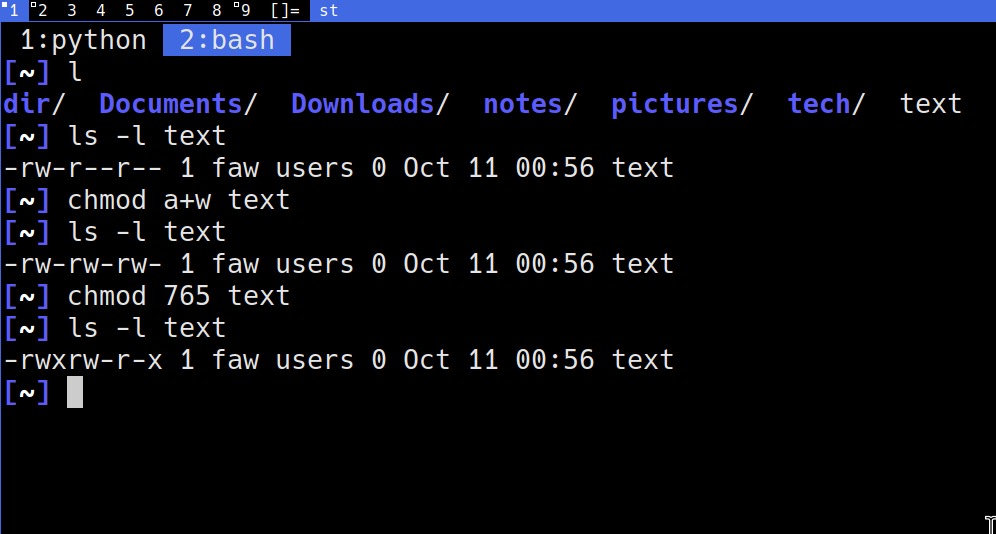 1 2 3 4 5 6 7 8 9 []= st
1:python 2:bash
[~] l
dir/ Documents/ Downloads/ notes/ pictures/ tech/ text
[~] ls -l text
-rw-r--r-- 1 faw users 0 Oct 11 00:56 text
[~] chmod a+w text
[~] ls -l text
-rw-rw-rw- 1 faw users 0 Oct 11 00:56 text
[~] chmod 765 text
[~] ls -l text
-rwxrw-r-x 1 faw users 0 Oct 11 00:56 text
[~]